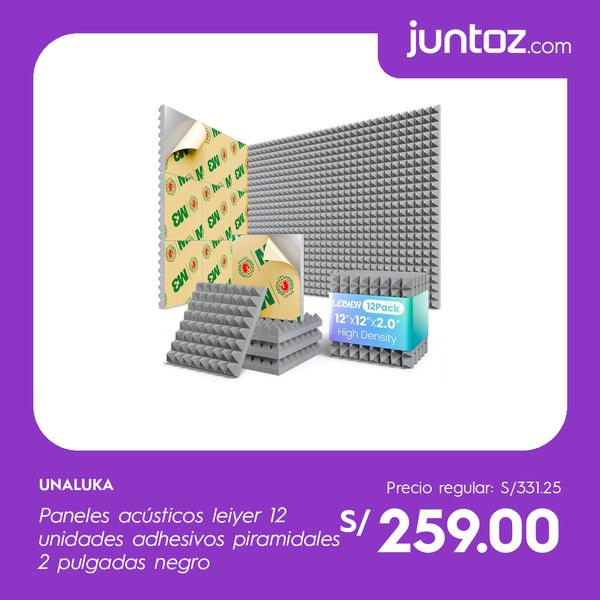 juntoz.com
LEIYER 12Pack
12"x12"x2.0"
High Density
UNALUKA
Paneles acústicos leiyer 12
unidades adhesivos piramidales
2 pulgadas negro
Precio regular: S/331.25
S/ 259.00